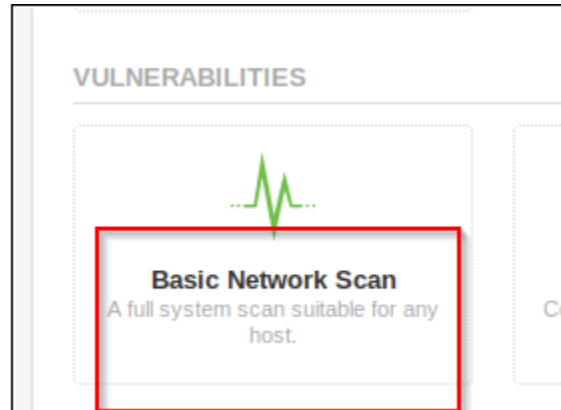 VULNERABILITIES
Basic Network Scan
A full system scan suitable for any
host.